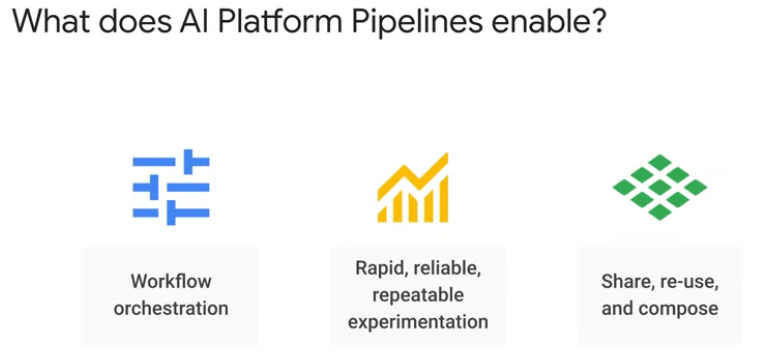 What does AI Platform Pipelines enable?
Workflow
orchestration
Rapid, reliable,
repeatable
experimentation
Share, re-use,
and compose